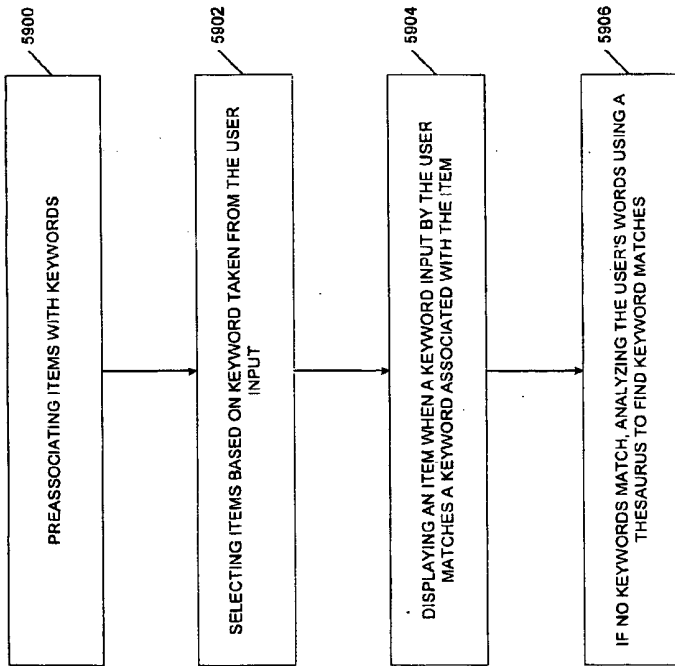 5900
PREASSOCIATING ITEMS WITH KEYWORDS
5902
SELECTING ITEMS BASED ON KEYWORD TAKEN FROM THE USER
INPUT
5904
DISPLAYING AN ITEM WHEN A KEYWORD INPUT BY THE USER
MATCHES A KEYWORD ASSOCIATED WITH THE ITEM
5906
IF NO KEYWORDS MATCH, ANALYZING THE USER'S WORDS USING A
THESAURUS TO FIND KEYWORD MATCHES